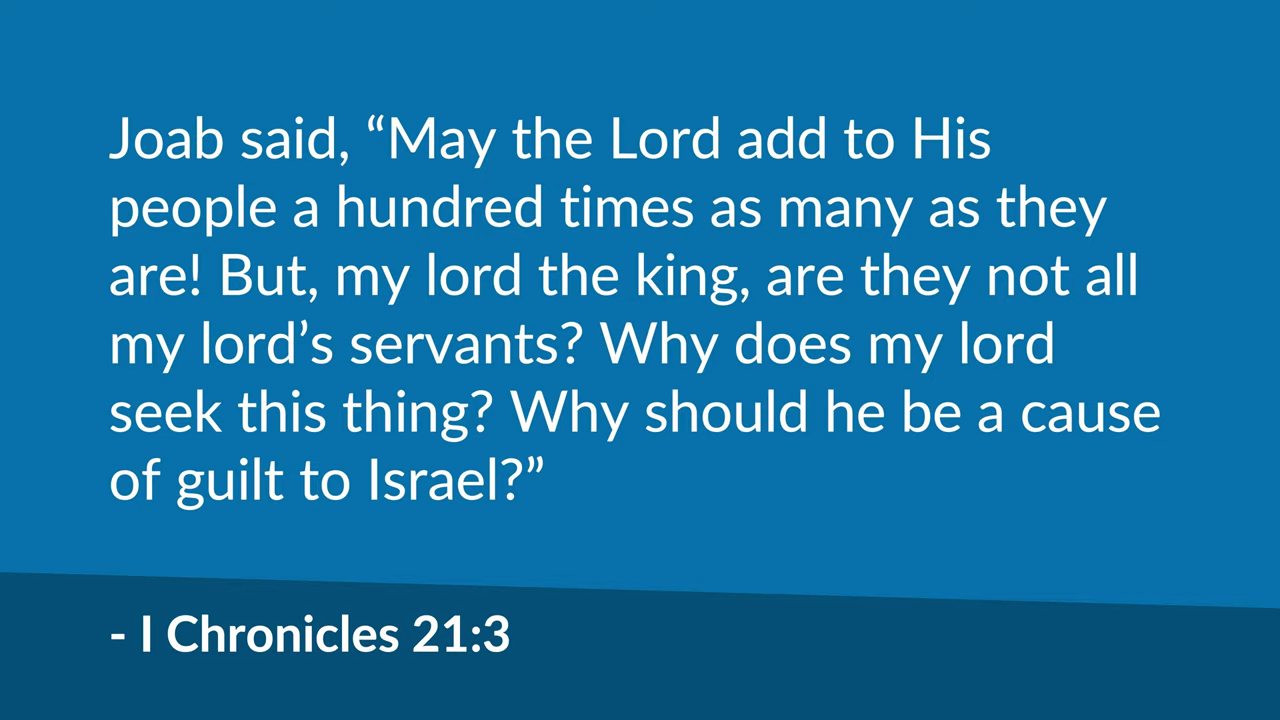 Joab said, “May the Lord add to His
people a hundred times as many as they
are! But, my lord the king, are they not all
my lord’s servants? Why does my lord
seek this thing? Why should he be a cause
of guilt to Israel?”
- I Chronicles 21:3